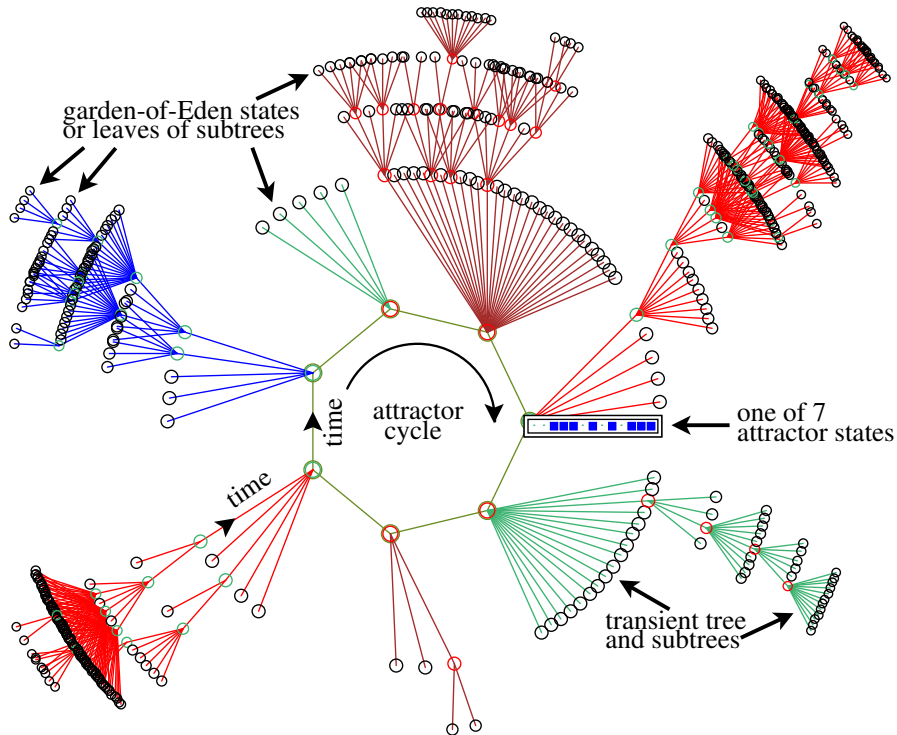 garden-of-Eden states
or leaves of subtrees
time
attractor
cycle
one of 7
attractor states
time
transient tree
and subtrees